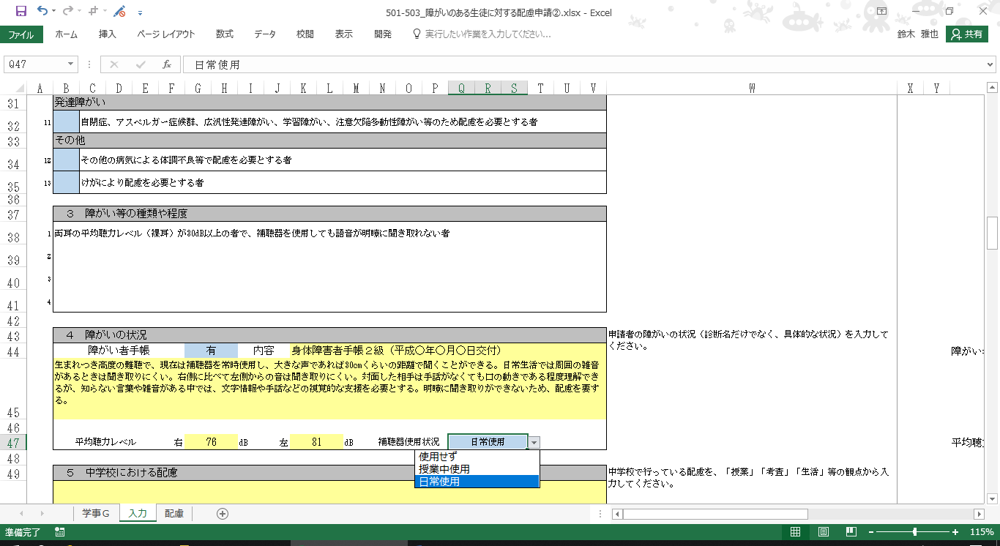 501-503_障がいのある生徒に対する配慮申請②.xlsx - Excel
ファイル ホーム 挿入 ページ レイアウト 数式 データ 校閲 表示 開発 実行したい作業を入力してください... 鈴木 雅也 共有
Q47 fx 日常使用
A B C D E F G H I J K L M N O P Q R S T U V W X Y
31 発達障がい
32 11 自閉症、アスペルガー症候群、広汎性発達障がい、学習障がい、注意欠陥多動性障がい等のため配慮を必要とする者
33 その他
34 12 その他の病気による体調不良等で配慮を必要とする者
35 13 けがにより配慮を必要とする者
36
37 3 障がい等の種類や程度
38 1 両耳の平均聴力レベル(裸耳)が30dB以上の者で、補聴器を使用しても語音が明瞭に聞き取れない者
39 2
40 3
41 4
42
43 4 障がいの状況 申請者の障がいの状況(診断名だけでなく、具体的な状況)を入力して
ください。
44 障がい者手帳 有 内容 身体障害者手帳2級(平成〇年〇月〇日交付) 障がい
生まれつき高度の難聴で、現在は補聴器を常時使用し、大きな声であれば30cmくらいの距離で聞くことができる。日常生活では周囲の雑音
があるときは聞き取りにくい。右側に比べて左側からの音は聞き取りにくい。対面した相手は手話がなくても口の動きである程度理解でき
るが、知らない言葉や雑音がある中では、文字情報や手話などの視覚的な支援を必要とする。明瞭に聞き取りができないため、配慮を要す
る。
45
46
47 平均聴力レベル 右 76 dB 左 81 dB 補聴器使用状況 日常使用 平均聴
48 使用せず
授業中使用
日常使用
49 5 中学校における配慮 中学校で行っている配慮を、「授業」「考査」「生活」等の観点から入
力してください。
学事G 入力 配慮
準備完了 115%